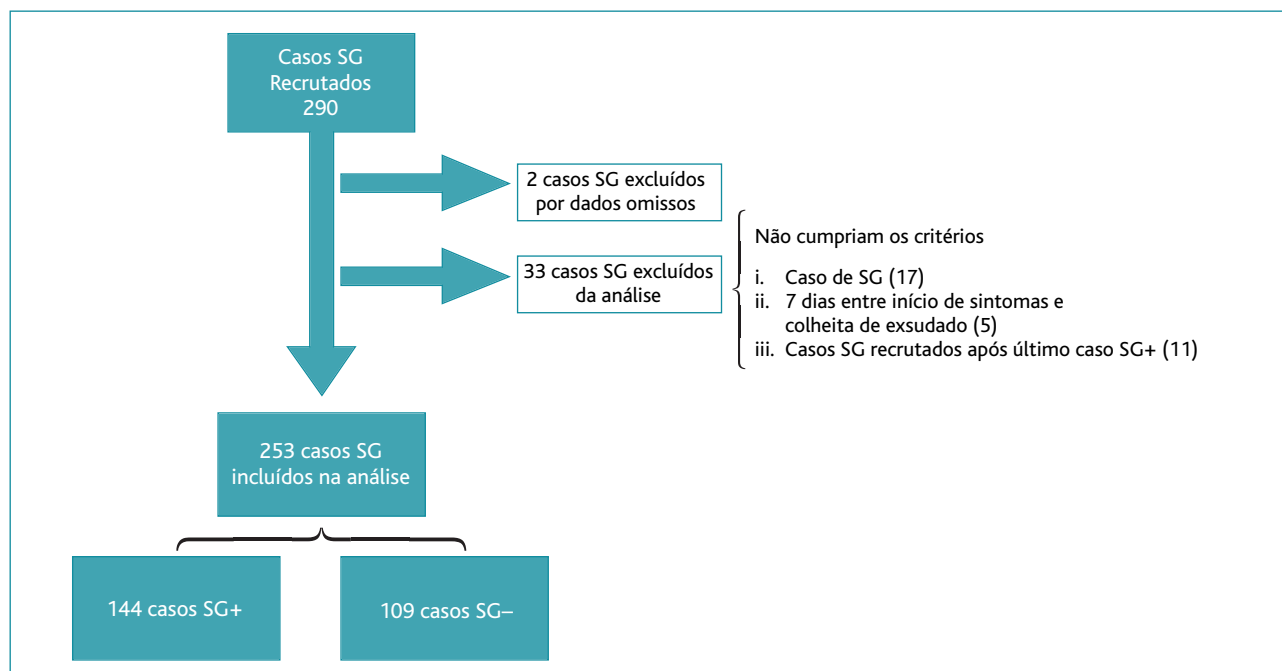 Casos SG
Recrutados
290
2 casos SG excluídos
por dados omissos
33 casos SG excluídos
da análise
Não cumpriam os critérios
i. Caso de SG (17)
ii. 7 dias entre início de sintomas e
colheita de exsudado (5)
iii. Casos SG recrutados após último caso SG+ (11)
253 casos SG
incluídos na análise
144 casos SG+
109 casos SG–